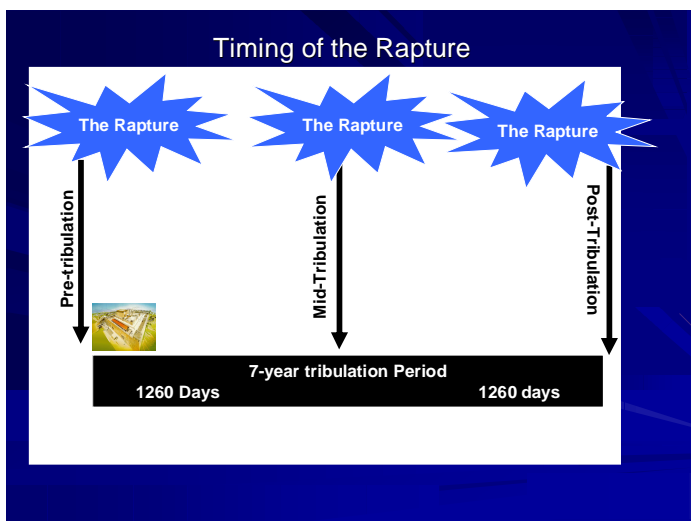 Timing of the Rapture
The Rapture
The Rapture
The Rapture
Pre-tribulation
Mid-Tribulation
Post-Tribulation
7-year tribulation Period
1260 Days
1260 days